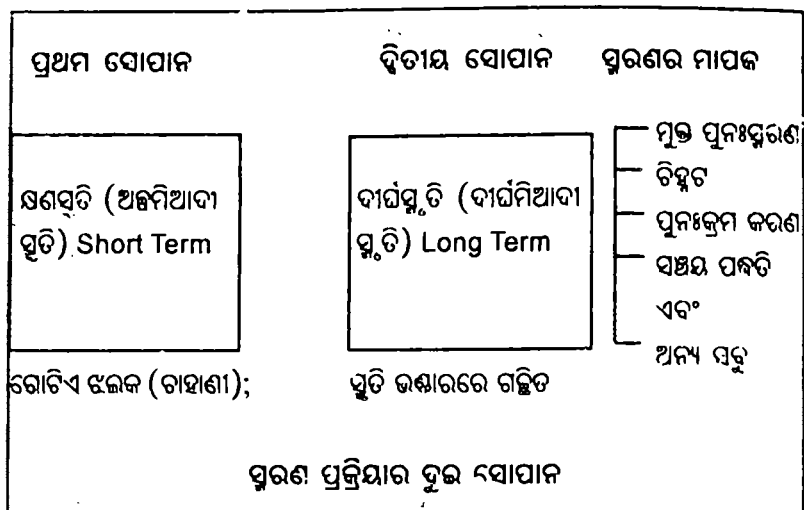 ପ୍ରଥମ ସୋପାନ
ଦ୍ଵିତୀୟ ସୋପାନ
ସ୍ମରଣର ମାପକ
କ୍ଷଣସ୍ମୃତି (ଅଳ୍ପମିଆଦୀ
ସ୍ମୃତି) Short Term
ଦୀର୍ଘସ୍ମୃତି (ଦୀର୍ଘମିଆଦୀ
ସ୍ମୃତି) Long Term
ମୁକ୍ତ ପୁନଃସ୍ମରଣ
ଚିହ୍ନଟ
ପୁନଃକ୍ରମ କରଣ
ସଞ୍ଚୟ ପଦ୍ଧତି
ଏବଂ
ଅନ୍ୟ ସବୁ
ଗୋଟିଏ ଝଲକ (ଚାହାଣୀ);
ସ୍ମୃତି ଭଣ୍ଡାରରେ ଗଚ୍ଛିତ
ସ୍ମରଣ ପ୍ରକ୍ରିୟାର ଦୁଇ ସୋପାନ